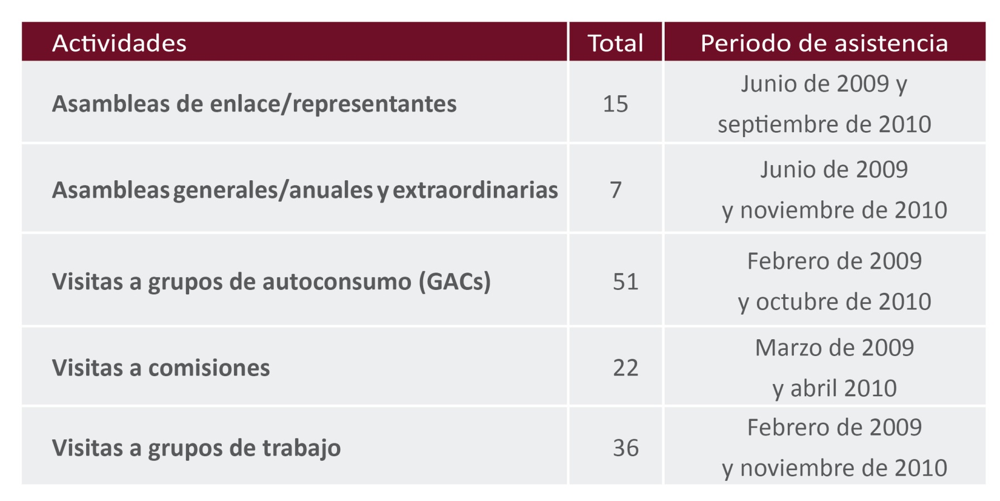 Actividades Total Periodo de asistencia
Asambleas de enlace/representantes 15 Junio de 2009 y
septiembre de 2010
Asambleas generales/anuales y extraordinarias 7 Junio de 2009
y noviembre de 2010
Visitas a grupos de autoconsumo (GACs) 51 Febrero de 2009
y octubre de 2010
Visitas a comisiones 22 Marzo de 2009
y abril 2010
Visitas a grupos de trabajo 36 Febrero de 2009
y noviembre de 2010